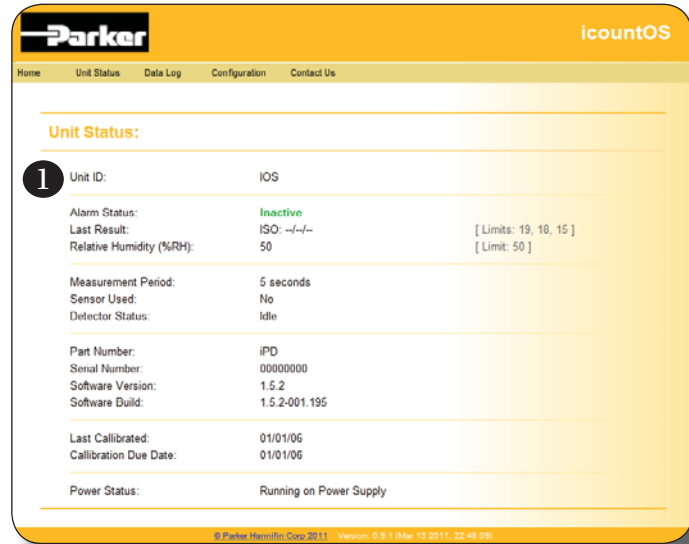 Parker
icountOS
Home Unit Status Data Log Configuration Contact Us
Unit Status:
1
Unit ID: IOS
Alarm Status: Inactive
Last Result: ISO: --/--/-- [ Limits: 19, 18, 15 ]
Relative Humidity (%RH): 50 [ Limit: 50 ]
Measurement Period: 5 seconds
Sensor Used: No
Detector Status: Idle
Part Number: iPD
Serial Number: 00000000
Software Version: 1.5.2
Software Build: 1.5.2-001.195
Last Callibrated: 01/01/06
Callibration Due Date: 01/01/06
Power Status: Running on Power Supply
© Parker Hannifin Corp 2011 Version: 0.9.1 (Mar 13 2011, 22:48:09)